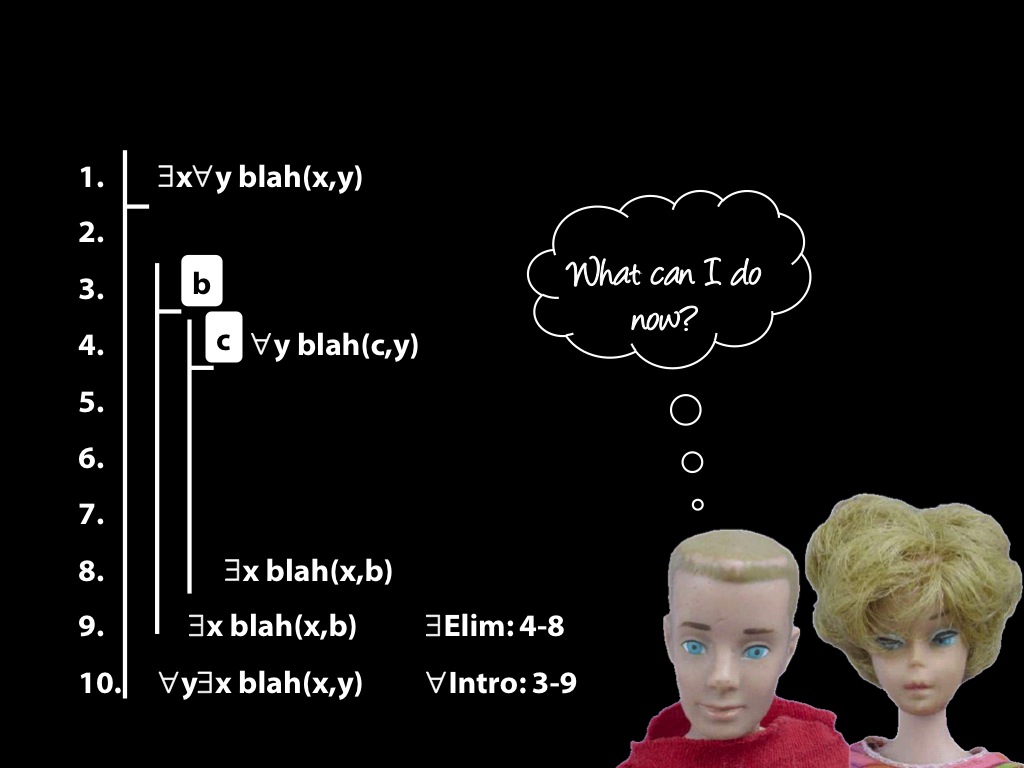 1. ∃x∀y blah(x,y)
2.
3. b
4. c ∀y blah(c,y)
5.
6.
7.
8. ∃x blah(x,b)
9. ∃x blah(x,b) ∃Elim: 4-8
10. ∀y∃x blah(x,y) ∀Intro: 3-9
What can I do
now?